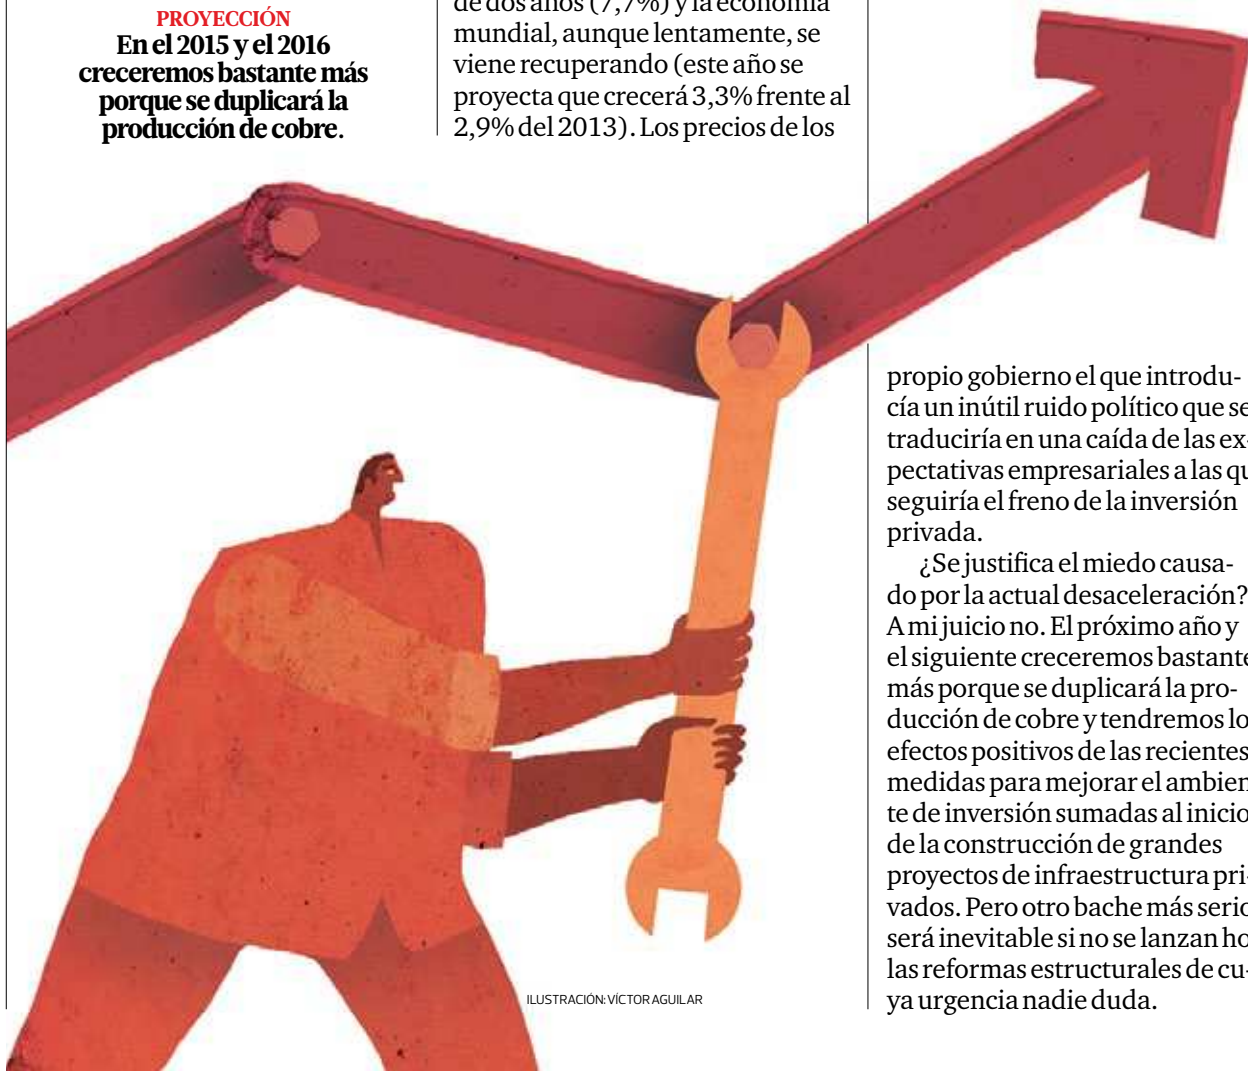 PROYECCIÓN
En el 2015 y el 2016
creceremos bastante más
porque se duplicará la
producción de cobre.
de dos años (7,7%) y la economía
mundial, aunque lentamente, se
viene recuperando (este año se
proyecta que crecerá 3,3% frente al
2,9% del 2013). Los precios de los
propio gobierno el que introdu-
cía un inútil ruido político que se
traduciría en una caída de las ex-
pectativas empresariales a las qu
seguiría el freno de la inversión
privada.
¿Se justifica el miedo causa-
do por la actual desaceleración?
A mi juicio no. El próximo año y
el siguiente creceremos bastante
más porque se duplicará la pro-
ducción de cobre y tendremos lo
efectos positivos de las recientes
medidas para mejorar el ambien
te de inversión sumadas al inicio
de la construcción de grandes
proyectos de infraestructura pri-
vados. Pero otro bache más serio
será inevitable si no se lanzan ho
las reformas estructurales de cu-
ya urgencia nadie duda.
ILUSTRACIÓN: VÍCTOR AGUILAR